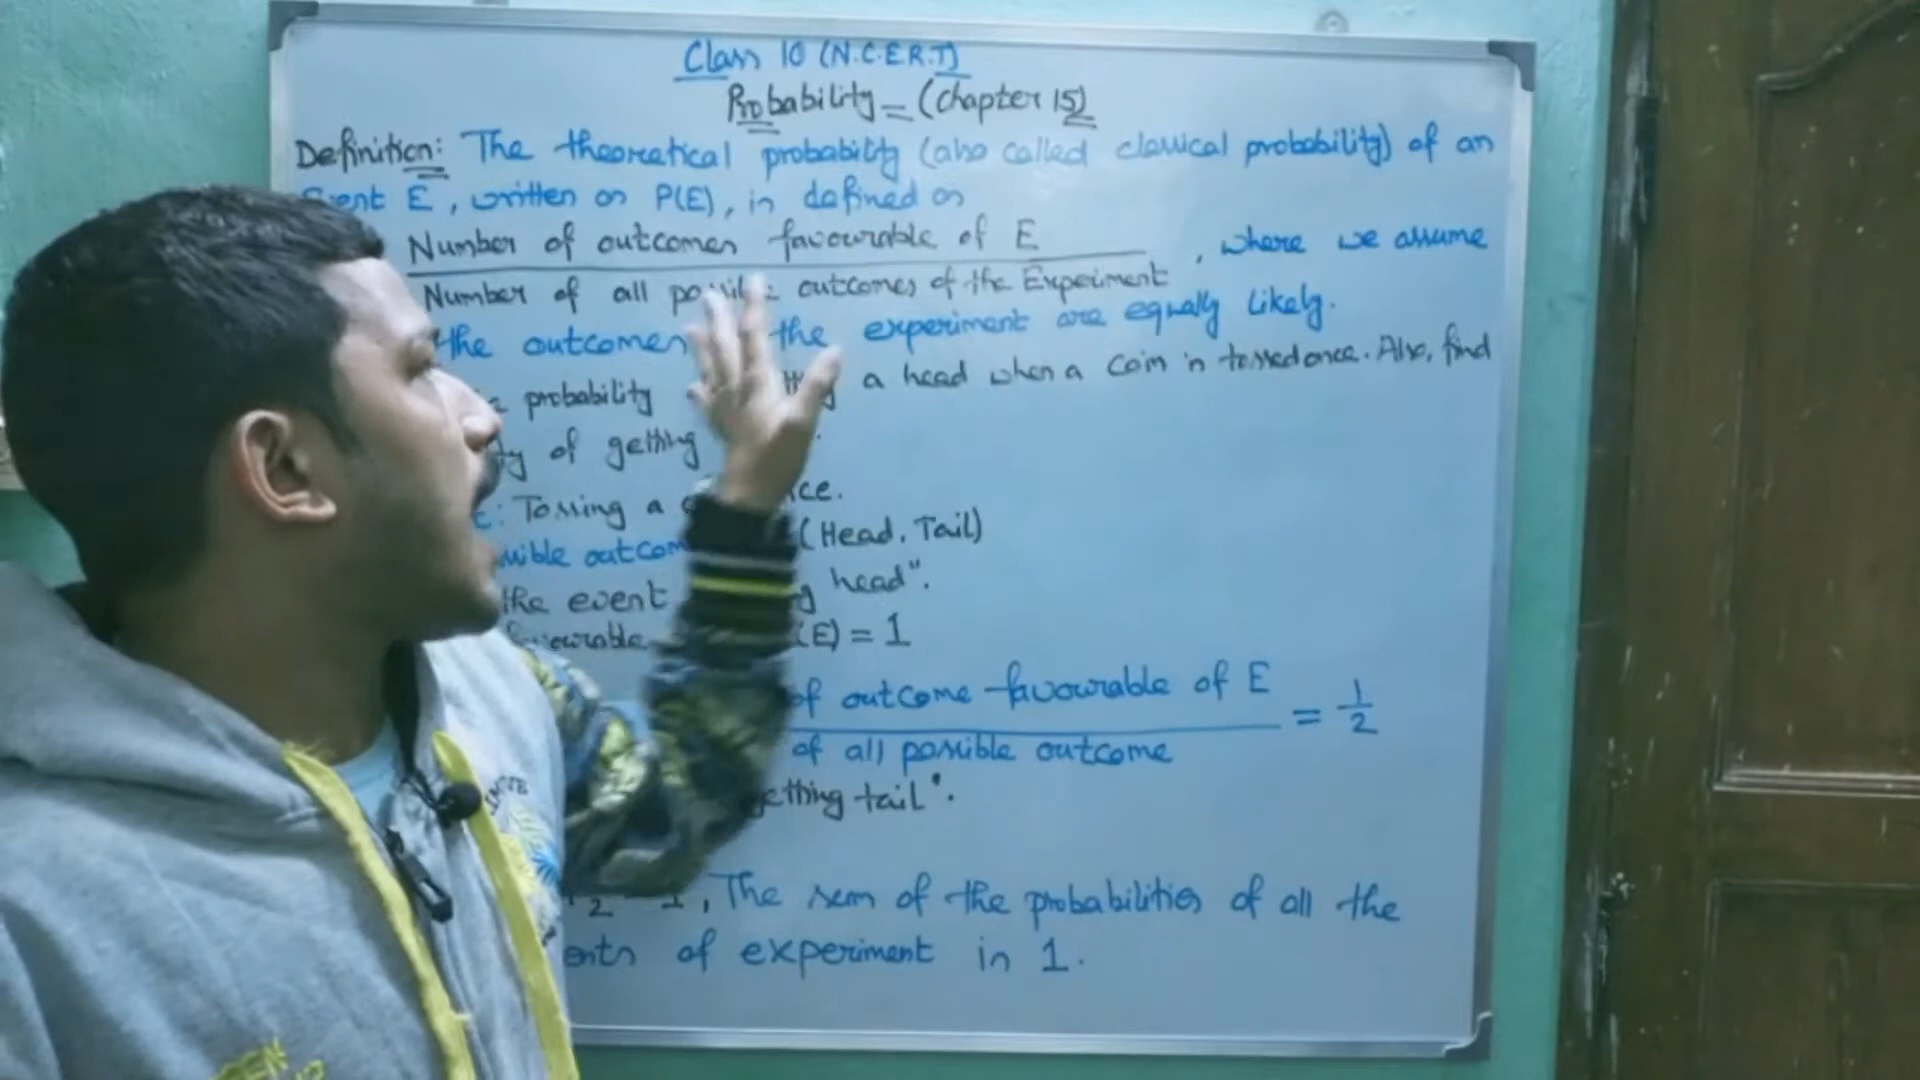 Class 10 (N.C.E.R.T)
Probability = (Chapter 15)
Definition: The theoretical probability (also called classical probability) of an
E, written as P(E), is defined as
Number of outcomes favourable of E
, where we assume
Number of all possible outcomes of the Experiment
the outcomes the experiment are equally likely.
probability a head when a coin is tossed once. Also, find
of getting
Tossing a
(Head, Tail)
the event head".
(E) = 1
of outcome favourable of E
= 1/2
of all possible outcome
getting tail".
2 1, The sum of the probabilities of all the
of experiment is 1.